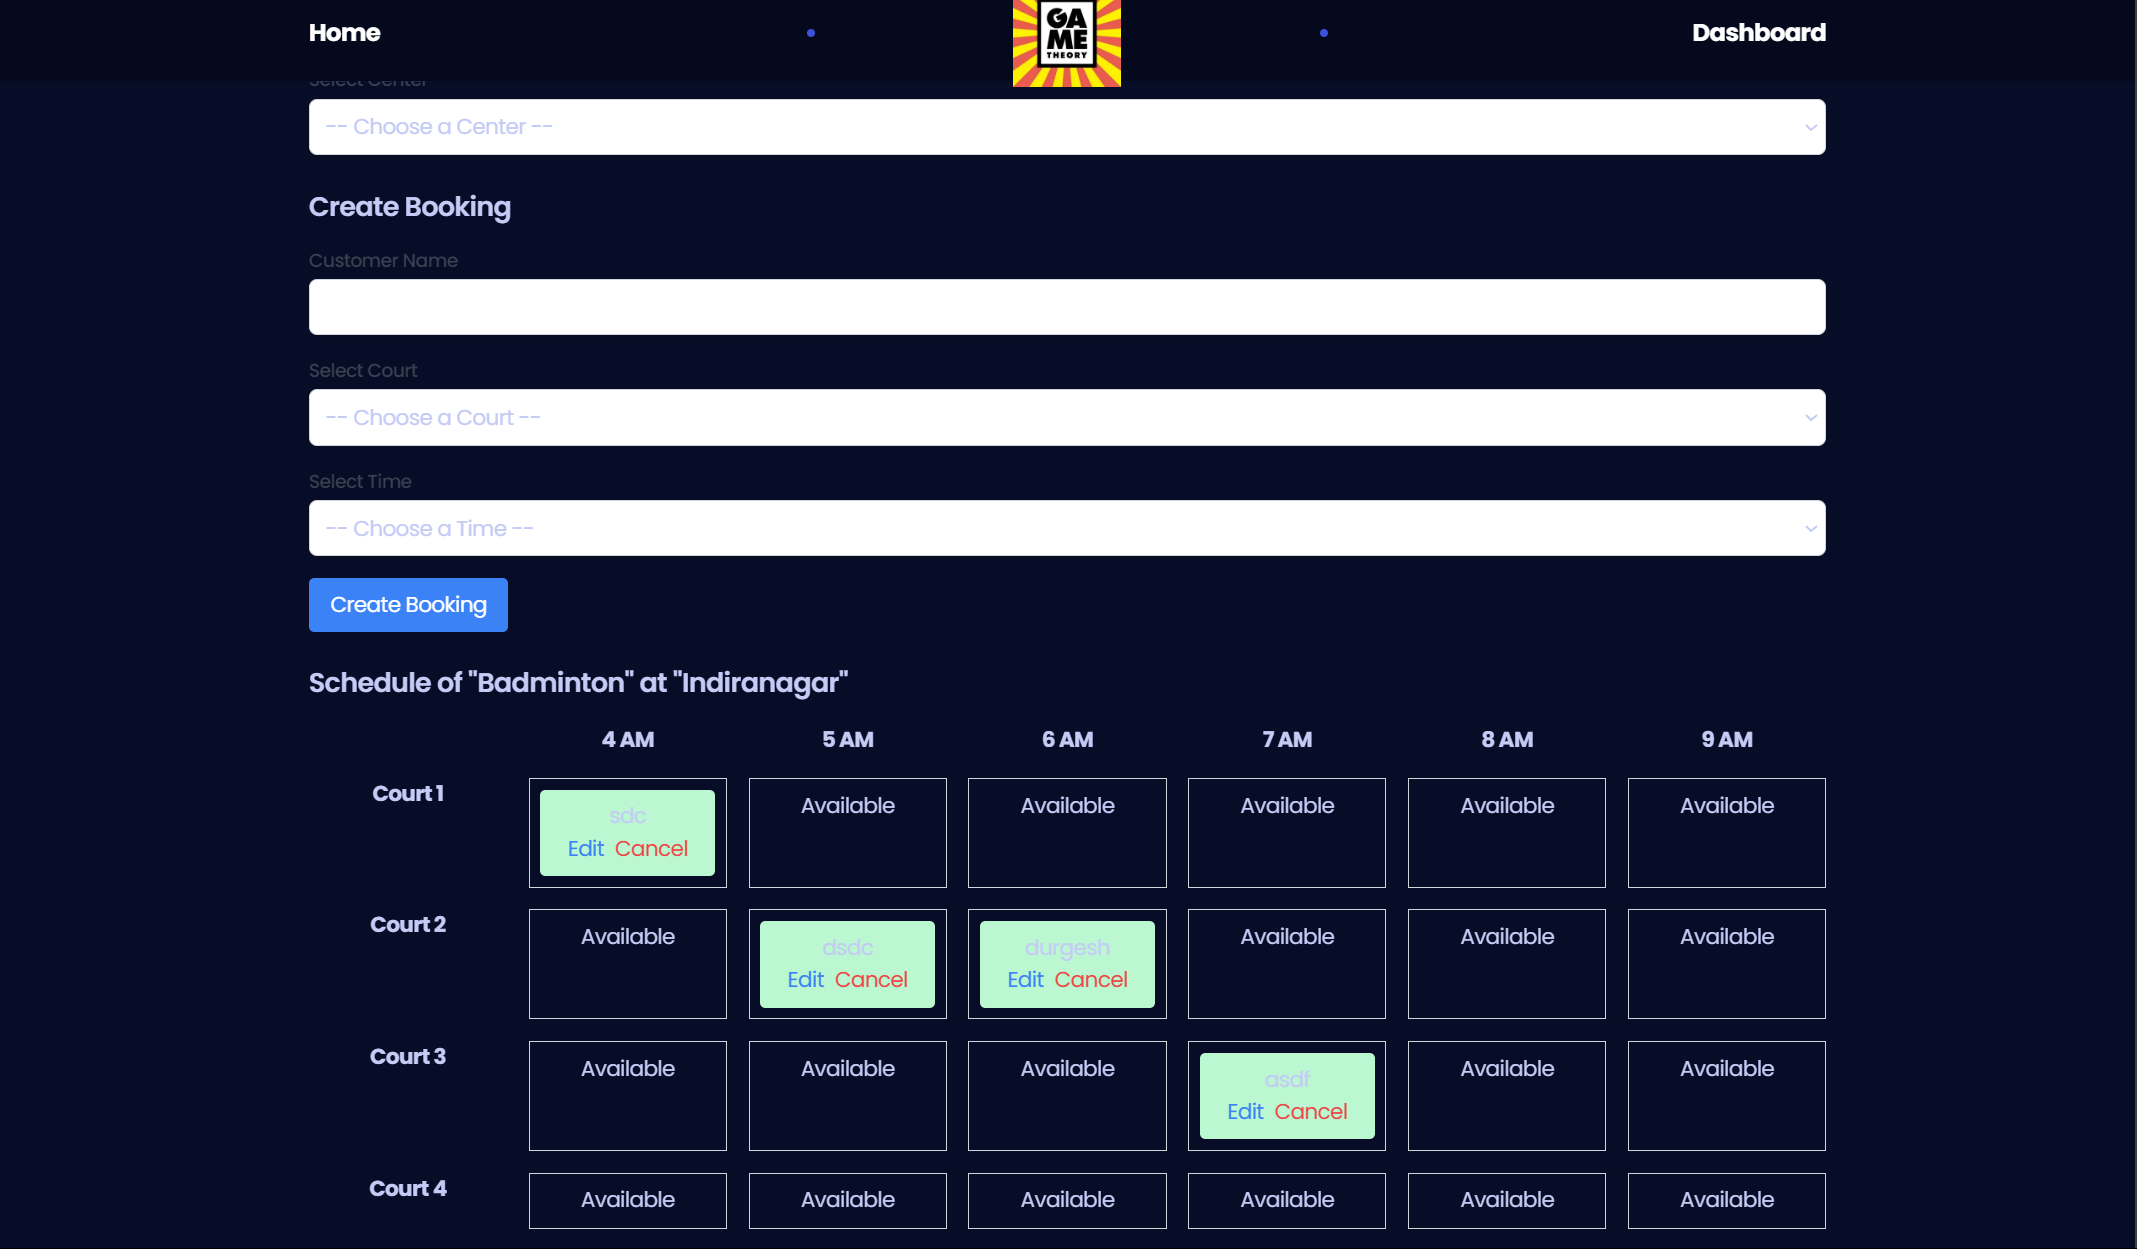 Home
GA
ME
THEORY
Dashboard
Select Center
-- Choose a Center --
Create Booking
Customer Name
Select Court
-- Choose a Court --
Select Time
-- Choose a Time --
Create Booking
Schedule of "Badminton" at "Indiranagar"
4 AM 5 AM 6 AM 7 AM 8 AM 9 AM
Court 1 Available Available Available Available Available
sdc
Edit Cancel
Court 2 Available Available Available Available
dsdc durgesh
Edit Cancel Edit Cancel
Court 3 Available Available Available Available Available
asdf
Edit Cancel
Court 4 Available Available Available Available Available Available